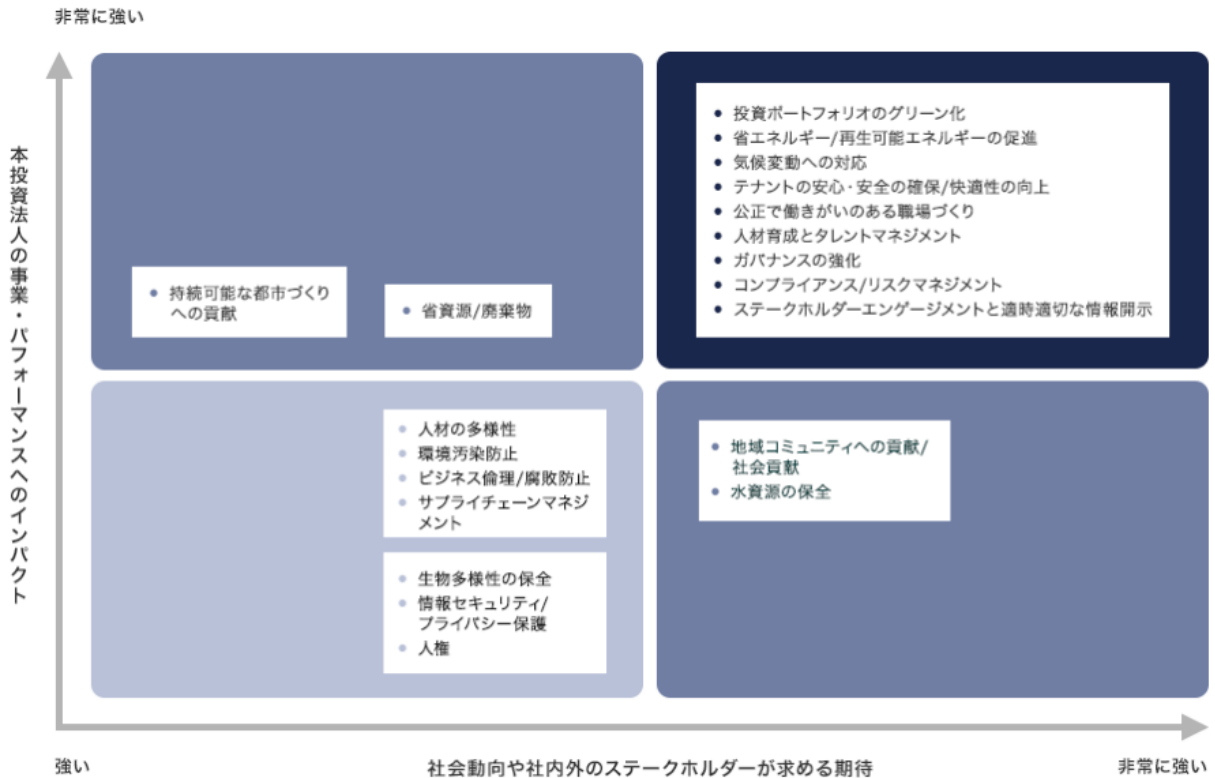 非常に強い
本投資法人の事業・パフォーマンスへのインパクト
• 持続可能な都市づくり
への貢献
• 省資源/廃棄物
• 投資ポートフォリオのグリーン化
• 省エネルギー/再生可能エネルギーの促進
• 気候変動への対応
• テナントの安心・安全の確保/快適性の向上
• 公正で働きがいのある職場づくり
• 人材育成とタレントマネジメント
• ガバナンスの強化
• コンプライアンス/リスクマネジメント
• ステークホルダーエンゲージメントと適時適切な情報開示
• 人材の多様性
• 環境汚染防止
• ビジネス倫理/腐敗防止
• サプライチェーンマネジ
メント
• 生物多様性の保全
• 情報セキュリティ/
プライバシー保護
• 人権
• 地域コミュニティへの貢献/
社会貢献
• 水資源の保全
強い
社会動向や社内外のステークホルダーが求める期待
非常に強い